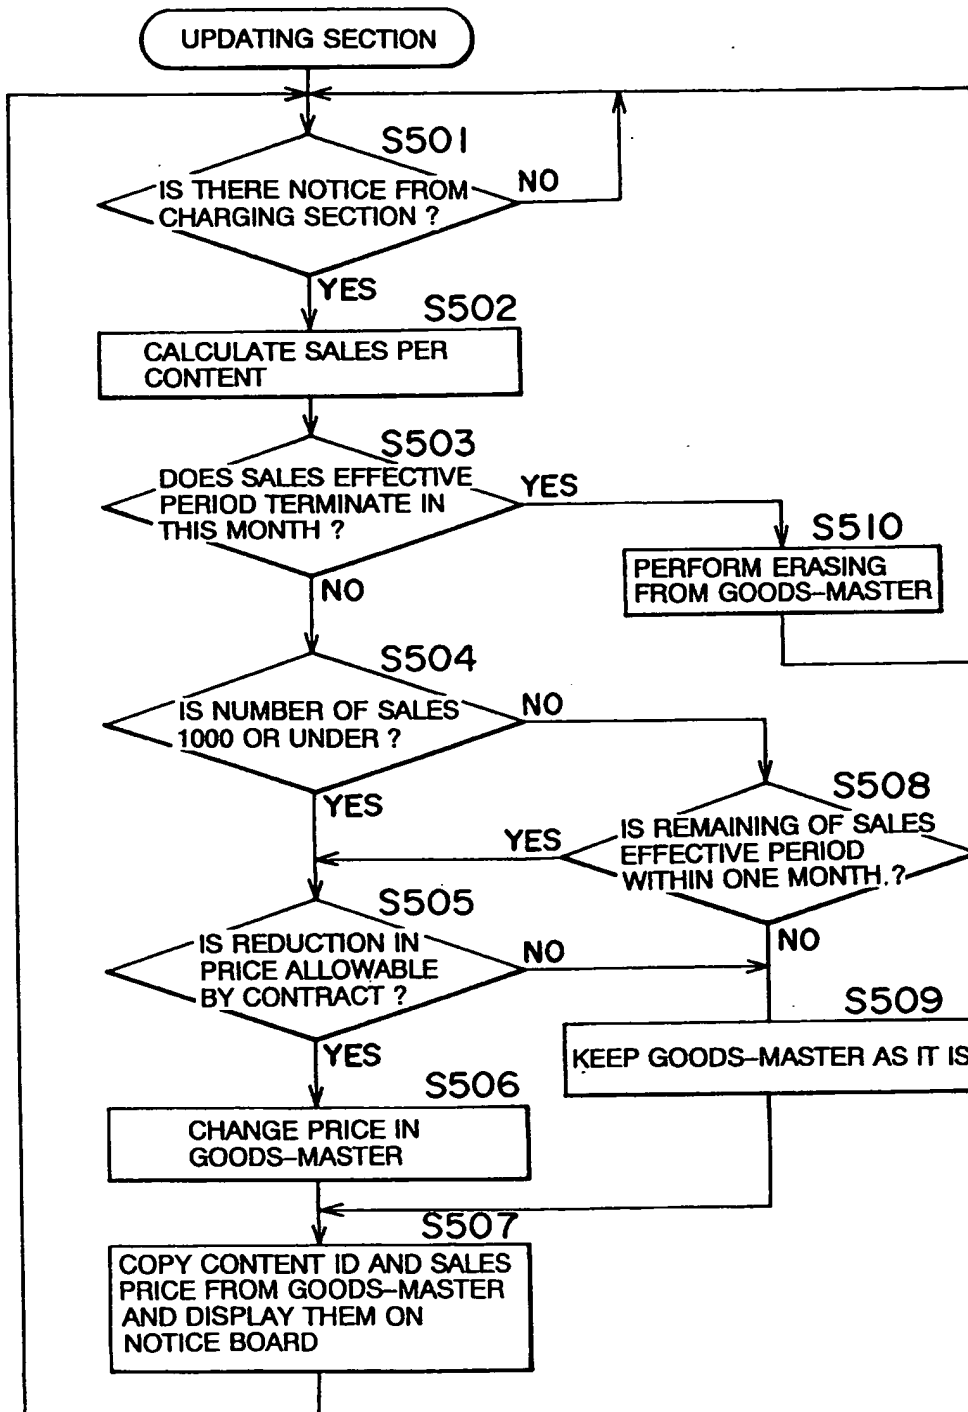 UPDATING SECTION
S501
IS THERE NOTICE FROM
CHARGING SECTION ?
NO
YES
S502
CALCULATE SALES PER
CONTENT
S503
DOES SALES EFFECTIVE
PERIOD TERMINATE IN
THIS MONTH ?
YES
NO
S510
PERFORM ERASING
FROM GOODS–MASTER
S504
IS NUMBER OF SALES
1000 OR UNDER ?
NO
YES
S508
IS REMAINING OF SALES
EFFECTIVE PERIOD
WITHIN ONE MONTH.?
YES
NO
S505
IS REDUCTION IN
PRICE ALLOWABLE
BY CONTRACT ?
NO
YES
S509
KEEP GOODS–MASTER AS IT IS
S506
CHANGE PRICE IN
GOODS–MASTER
S507
COPY CONTENT ID AND SALES
PRICE FROM GOODS–MASTER
AND DISPLAY THEM ON
NOTICE BOARD